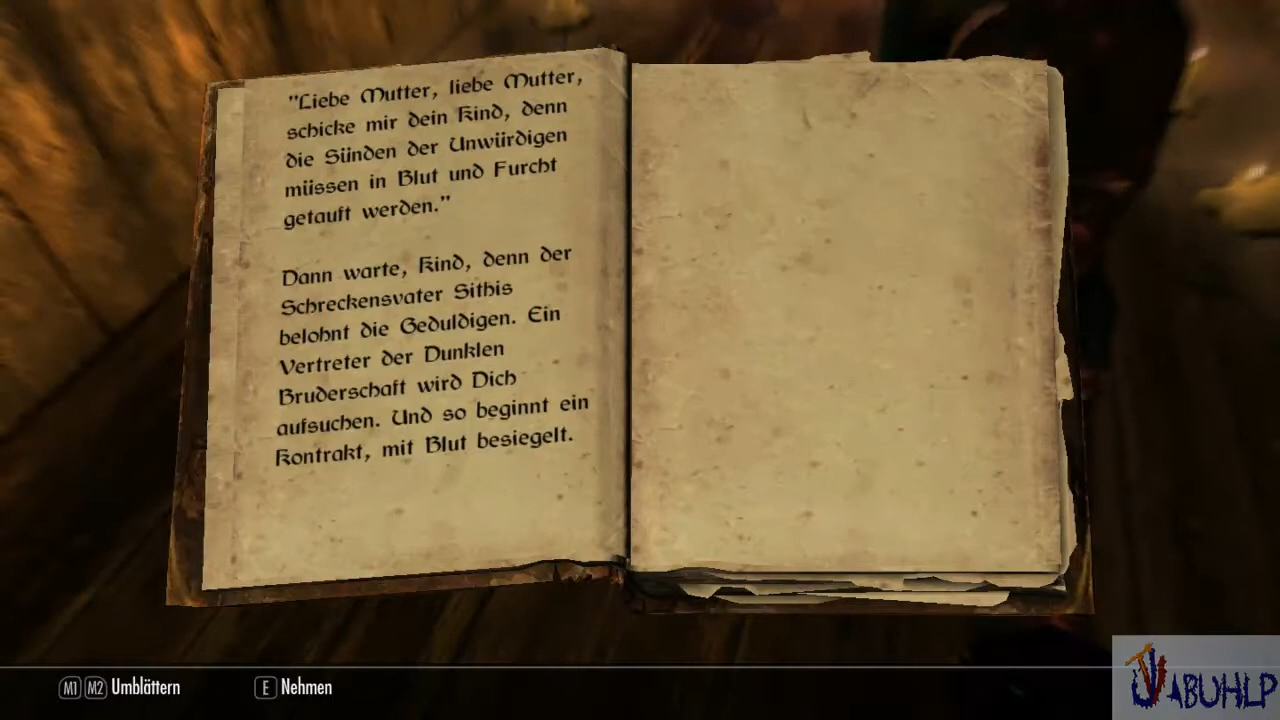 "Liebe Mutter, liebe Mutter,
schicke mir dein Kind, denn
die Sünden der Unwürdigen
müssen in Blut und Furcht
getauft werden."
Dann warte, Kind, denn der
Schreckensvater Sithis
belohnt die Geduldigen. Ein
Vertreter der Dunklen
Bruderschaft wird Dich
aufsuchen. Und so beginnt ein
Kontrakt, mit Blut besiegelt.
M1 M2 Umblättern
E Nehmen
JABUHLP